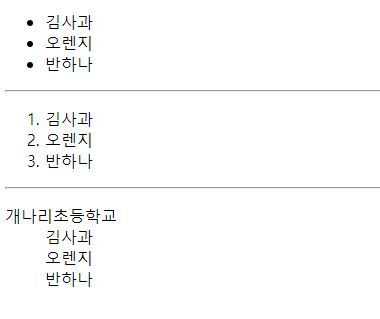 • 김사과
• 오렌지
• 반하나
1. 김사과
2. 오렌지
3. 반하나
개나리초등학교
김사과
오렌지
반하나